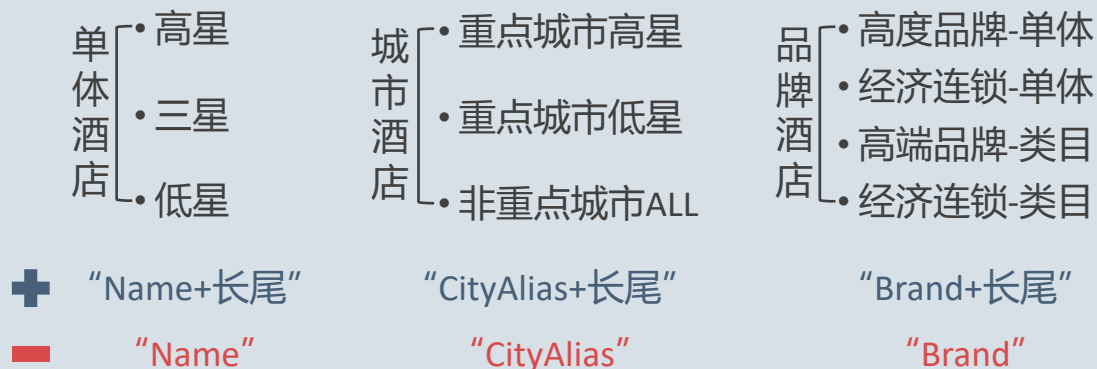 单体酒店
• 高星
• 三星
• 低星
城市酒店
• 重点城市高星
• 重点城市低星
• 非重点城市ALL
品牌酒店
• 高度品牌-单体
• 经济连锁-单体
• 高端品牌-类目
• 经济连锁-类目
“Name+长尾”
“CityAlias+长尾”
“Brand+长尾”
“Name”
“CityAlias”
“Brand”